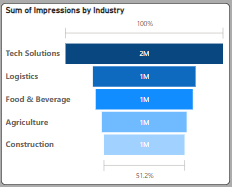 Sum of Impressions by Industry
100%
Tech Solutions 2M
Logistics 1M
Food & Beverage 1M
Agriculture 1M
Construction 1M
51.2%